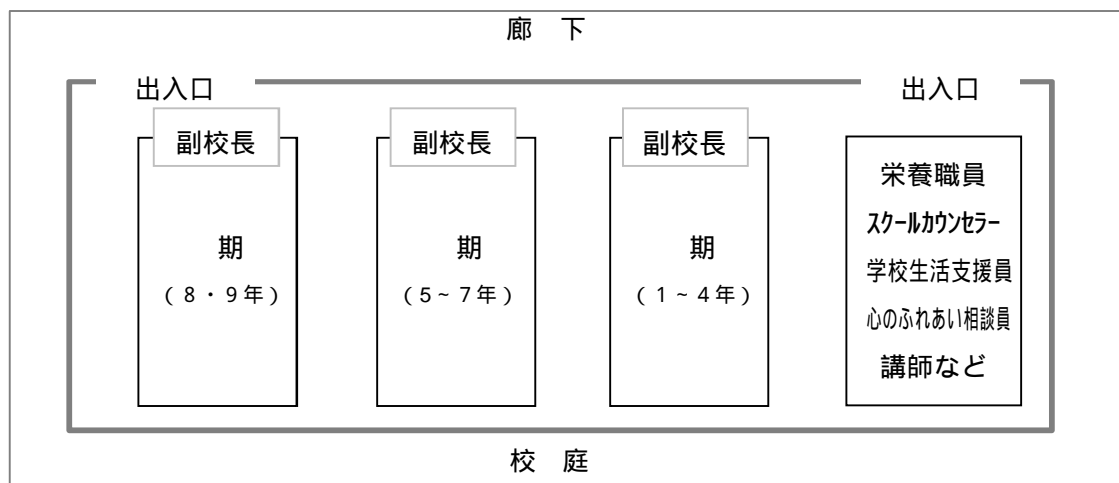 廊 下
出入口
出入口
副校長
期
(8・9年)
副校長
期
(5~7年)
副校長
期
(1~4年)
栄養職員
スクールカウンセラー
学校生活支援員
心のふれあい相談員
講師など
校 庭